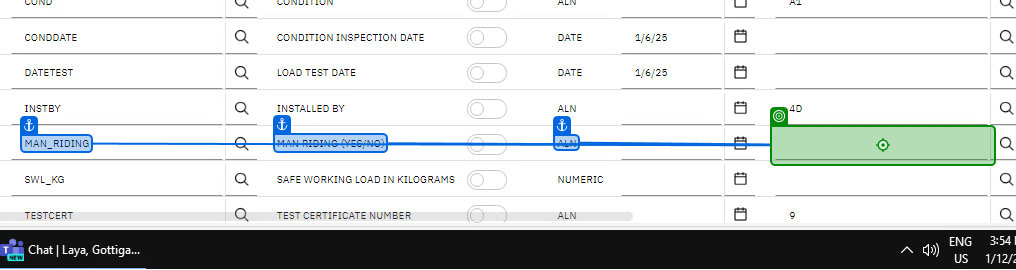 COND CONDITION ALN A1
CONDDATE CONDITION INSPECTION DATE DATE 1/6/25
DATETEST LOAD TEST DATE DATE 1/6/25
INSTBY INSTALLED BY ALN 4D
MAN_RIDING MAN RIDING (YES/NO) ALN
SWL_KG SAFE WORKING LOAD IN KILOGRAMS NUMERIC
TESTCERT TEST CERTIFICATE NUMBER ALN 9
T NEW Chat | Laya, Gottiga... ENG 3:54
US 1/12/2